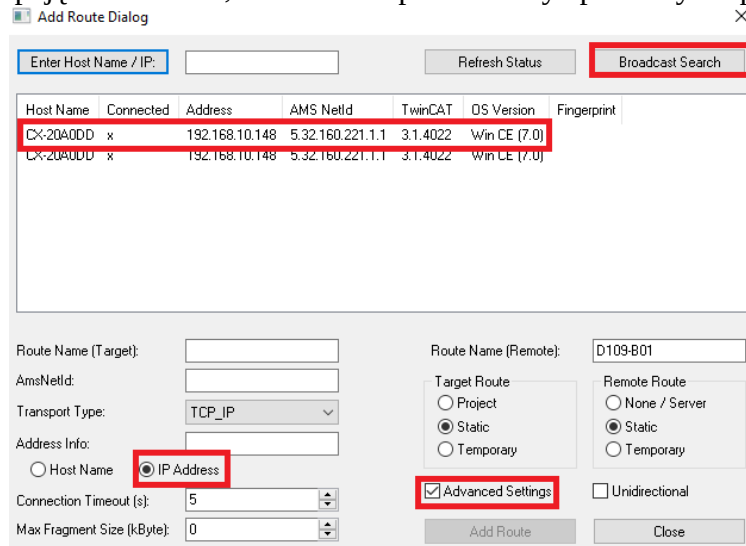 Add Route Dialog
Enter Host Name / IP: Refresh Status Broadcast Search
Host Name Connected Address AMS NetId TwinCAT OS Version Fingerprint
CX-20A0DD x 192.168.10.148 5.32.160.221.1.1 3.1.4022 Win CE (7.0)
CX-20A0DD x 192.168.10.148 5.32.160.221.1.1 3.1.4022 Win CE (7.0)
Route Name (Target): Route Name (Remote): D109-B01
AmsNetId: Target Route Remote Route
Transport Type: TCP_IP Project None / Server
Address Info: Static Static
Host Name IP Address Temporary Temporary
Connection Timeout (s): 5 Advanced Settings Unidirectional
Max Fragment Size (kByte): 0 Add Route Close